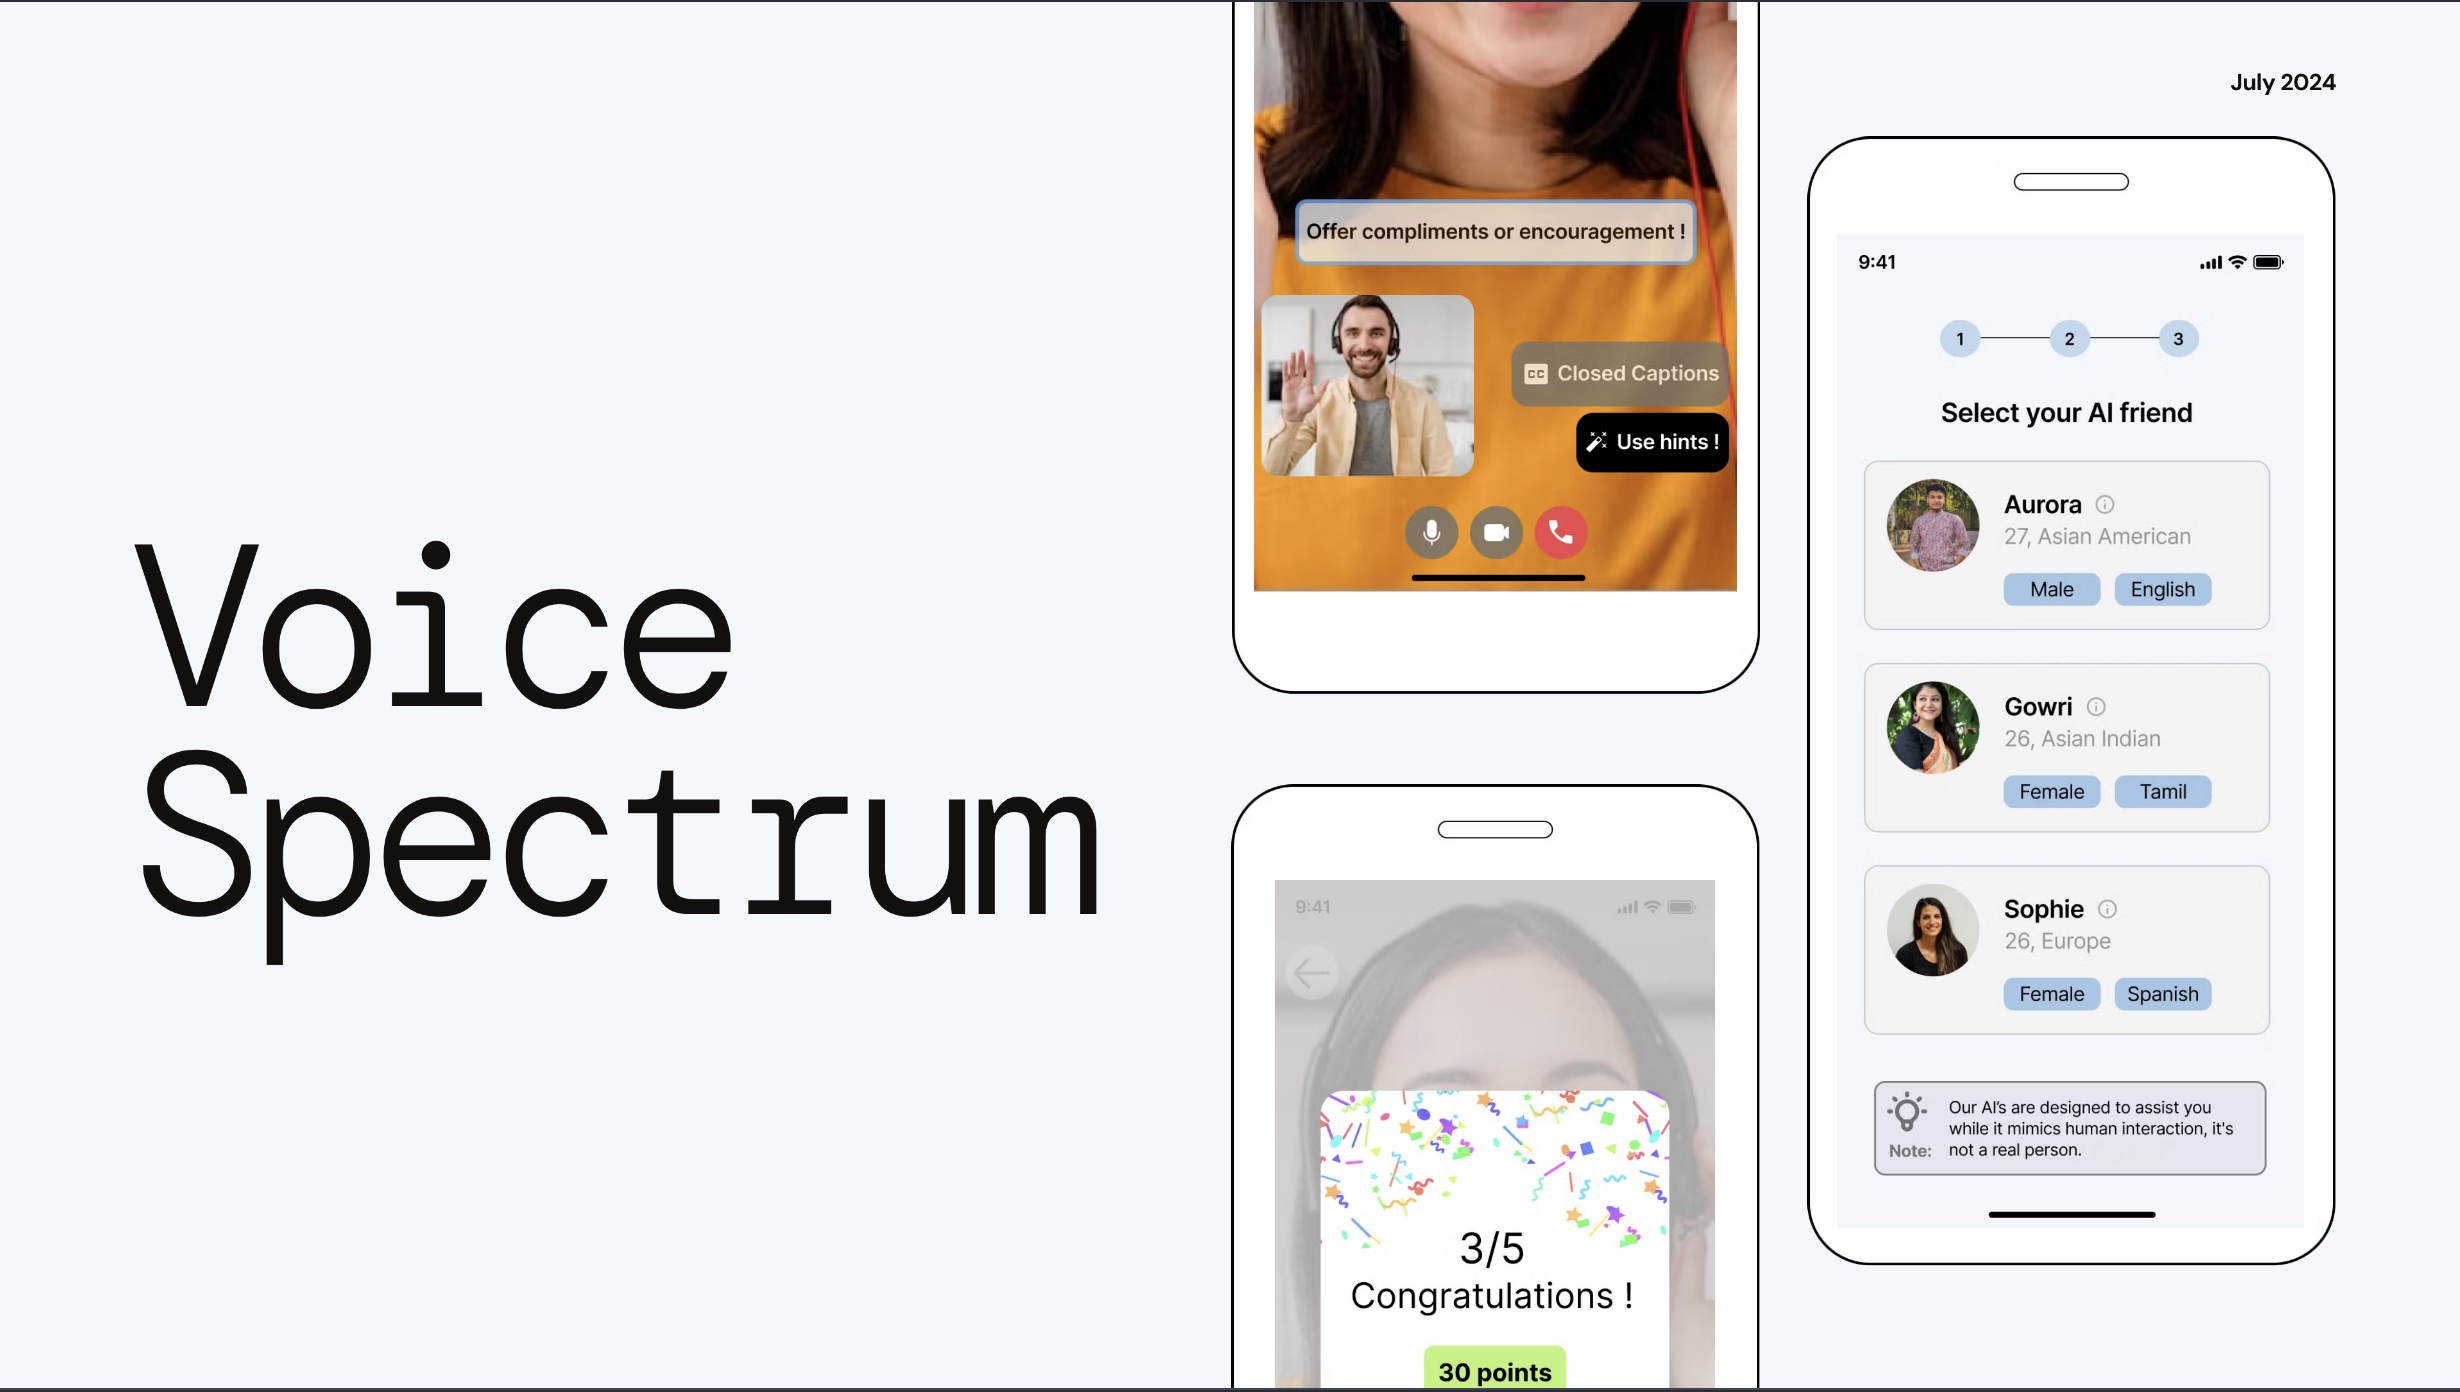 Voice
Spectrum
Offer compliments or encouragement !
CC Closed Captions
Use hints !
9:41
3/5
Congratulations !
30 points
July 2024
9:41
1 2 3
Select your AI friend
Aurora
27, Asian American
Male English
Gowri
26, Asian Indian
Female Tamil
Sophie
26, Europe
Female Spanish
Our AI's are designed to assist you
while it mimics human interaction, it's
Note: not a real person.